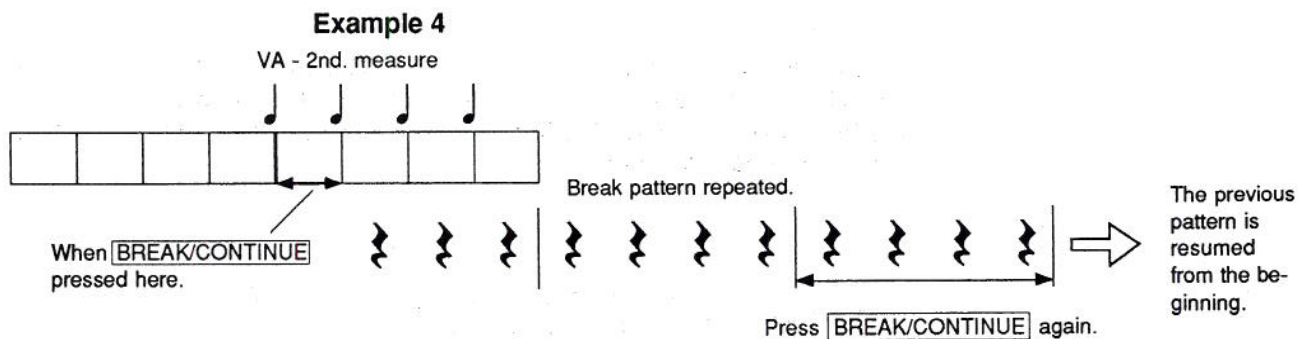 Example 4
VA - 2nd. measure
Break pattern repeated.
When BREAK/CONTINUE
pressed here.
Press BREAK/CONTINUE again.
The previous
pattern is
resumed
from the be-
ginning.